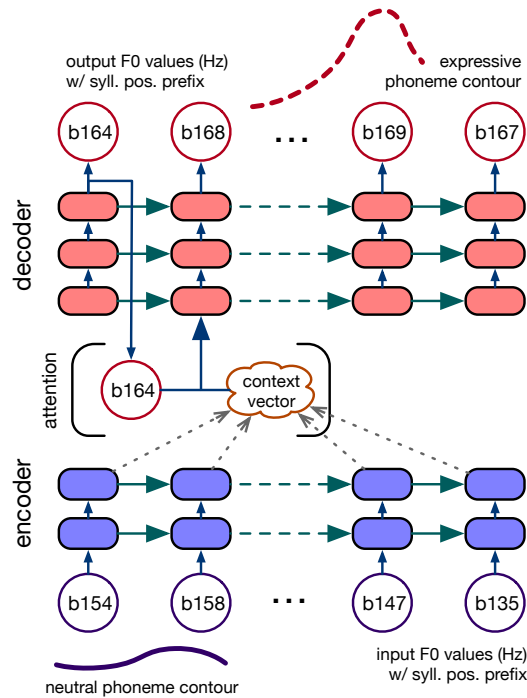 output F0 values (Hz)
w/ syll. pos. prefix
expressive
phoneme contour
b164
b168
...
b169
b167
decoder
attention
b164
context
vector
encoder
b154
b158
...
b147
b135
neutral phoneme contour
input F0 values (Hz)
w/ syll. pos. prefix